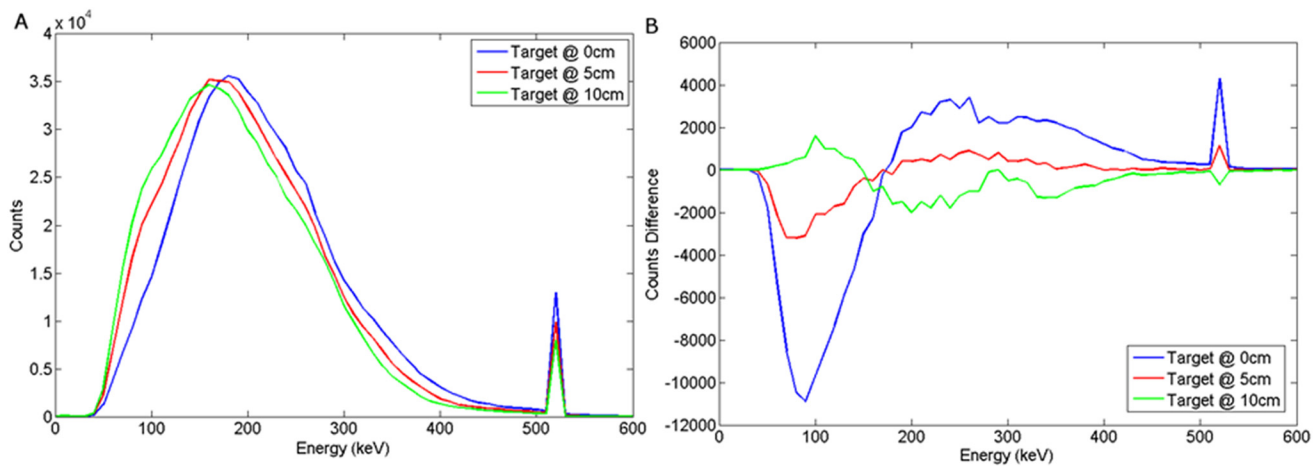 A
x 10⁴
4
3.5
3
2.5
2
1.5
1
0.5
0
Counts
0 100 200 300 400 500 600
Energy (keV)
Target @ 0cm
Target @ 5cm
Target @ 10cm
B
6000
4000
2000
0
-2000
-4000
-6000
-8000
-10000
-12000
Counts Difference
0 100 200 300 400 500 600
Energy (keV)
Target @ 0cm
Target @ 5cm
Target @ 10cm